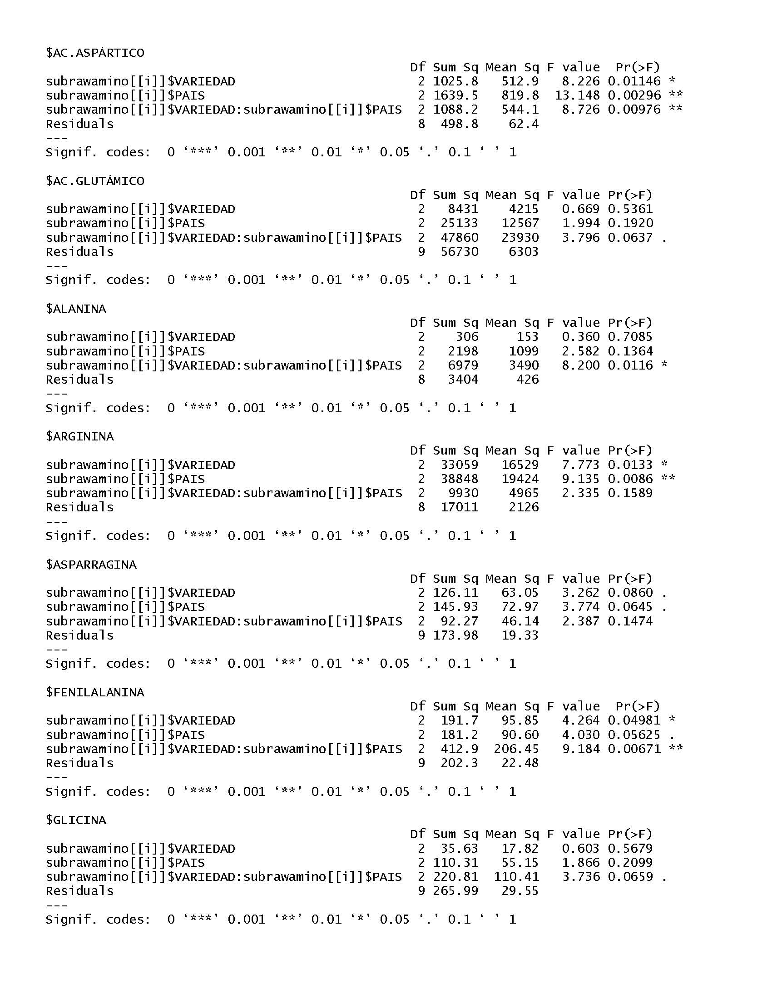 $AC.ASPÁRTICO
Df Sum Sq Mean Sq F value Pr(>F)
subrawamino[[i]]$VARIEDAD 2 1025.8 512.9 8.226 0.01146 *
subrawamino[[i]]$PAIS 2 1639.5 819.8 13.148 0.00296 **
subrawamino[[i]]$VARIEDAD:subrawamino[[i]]$PAIS 2 1088.2 544.1 8.726 0.00976 **
Residuals 8 498.8 62.4
---
Signif. codes: 0 ‘***’ 0.001 ‘**’ 0.01 ‘*’ 0.05 ‘.’ 0.1 ‘ ’ 1
$AC.GLUTÁMICO
Df Sum Sq Mean Sq F value Pr(>F)
subrawamino[[i]]$VARIEDAD 2 8431 4215 0.669 0.5361
subrawamino[[i]]$PAIS 2 25133 12567 1.994 0.1920
subrawamino[[i]]$VARIEDAD:subrawamino[[i]]$PAIS 2 47860 23930 3.796 0.0637 .
Residuals 9 56730 6303
---
Signif. codes: 0 ‘***’ 0.001 ‘**’ 0.01 ‘*’ 0.05 ‘.’ 0.1 ‘ ’ 1
$ALANINA
Df Sum Sq Mean Sq F value Pr(>F)
subrawamino[[i]]$VARIEDAD 2 306 153 0.360 0.7085
subrawamino[[i]]$PAIS 2 2198 1099 2.582 0.1364
subrawamino[[i]]$VARIEDAD:subrawamino[[i]]$PAIS 2 6979 3490 8.200 0.0116 *
Residuals 8 3404 426
---
Signif. codes: 0 ‘***’ 0.001 ‘**’ 0.01 ‘*’ 0.05 ‘.’ 0.1 ‘ ’ 1
$ARGININA
Df Sum Sq Mean Sq F value Pr(>F)
subrawamino[[i]]$VARIEDAD 2 33059 16529 7.773 0.0133 *
subrawamino[[i]]$PAIS 2 38848 19424 9.135 0.0086 **
subrawamino[[i]]$VARIEDAD:subrawamino[[i]]$PAIS 2 9930 4965 2.335 0.1589
Residuals 8 17011 2126
---
Signif. codes: 0 ‘***’ 0.001 ‘**’ 0.01 ‘*’ 0.05 ‘.’ 0.1 ‘ ’ 1
$ASPARRAGINA
Df Sum Sq Mean Sq F value Pr(>F)
subrawamino[[i]]$VARIEDAD 2 126.11 63.05 3.262 0.0860 .
subrawamino[[i]]$PAIS 2 145.93 72.97 3.774 0.0645 .
subrawamino[[i]]$VARIEDAD:subrawamino[[i]]$PAIS 2 92.27 46.14 2.387 0.1474
Residuals 9 173.98 19.33
---
Signif. codes: 0 ‘***’ 0.001 ‘**’ 0.01 ‘*’ 0.05 ‘.’ 0.1 ‘ ’ 1
$FENILALANINA
Df Sum Sq Mean Sq F value Pr(>F)
subrawamino[[i]]$VARIEDAD 2 191.7 95.85 4.264 0.04981 *
subrawamino[[i]]$PAIS 2 181.2 90.60 4.030 0.05625 .
subrawamino[[i]]$VARIEDAD:subrawamino[[i]]$PAIS 2 412.9 206.45 9.184 0.00671 **
Residuals 9 202.3 22.48
---
Signif. codes: 0 ‘***’ 0.001 ‘**’ 0.01 ‘*’ 0.05 ‘.’ 0.1 ‘ ’ 1
$GLICINA
Df Sum Sq Mean Sq F value Pr(>F)
subrawamino[[i]]$VARIEDAD 2 35.63 17.82 0.603 0.5679
subrawamino[[i]]$PAIS 2 110.31 55.15 1.866 0.2099
subrawamino[[i]]$VARIEDAD:subrawamino[[i]]$PAIS 2 220.81 110.41 3.736 0.0659 .
Residuals 9 265.99 29.55
---
Signif. codes: 0 ‘***’ 0.001 ‘**’ 0.01 ‘*’ 0.05 ‘.’ 0.1 ‘ ’ 1